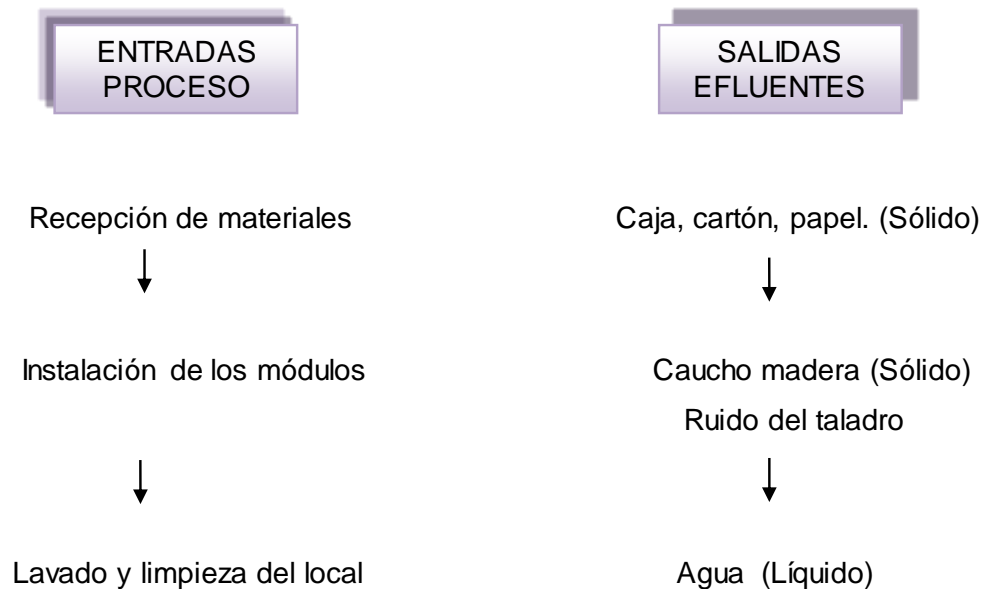 ENTRADAS
PROCESO
SALIDAS
EFLUENTES
Recepción de materiales
Caja, cartón, papel. (Sólido)
Instalación de los módulos
Caucho madera (Sólido)
Ruido del taladro
Lavado y limpieza del local
Agua (Líquido)